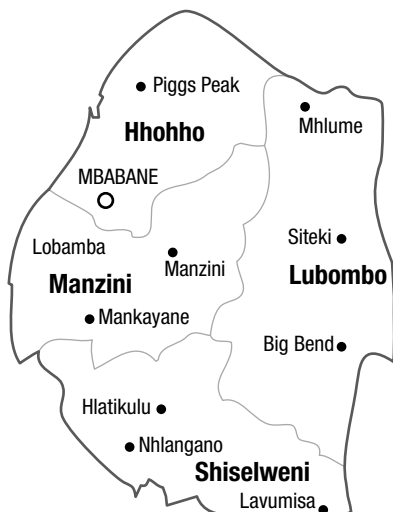 Piggs Peak
Mhlume
Hhohho
MBABANE
Siteki
Lobamba
Manzini
Lubombo
Manzini
Mankayane
Big Bend
Hlatikulu
Nhlangano
Shiselweni
Lavumisa